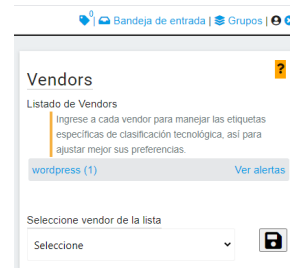 0
| Bandeja de entrada | Grupos |
?
Vendors
Listado de Vendors
Ingrese a cada vendor para manejar las etiquetas
específicas de clasificación tecnológica, así para
ajustar mejor sus preferencias.
wordpress (1) Ver alertas
Seleccione vendor de la lista
Seleccione